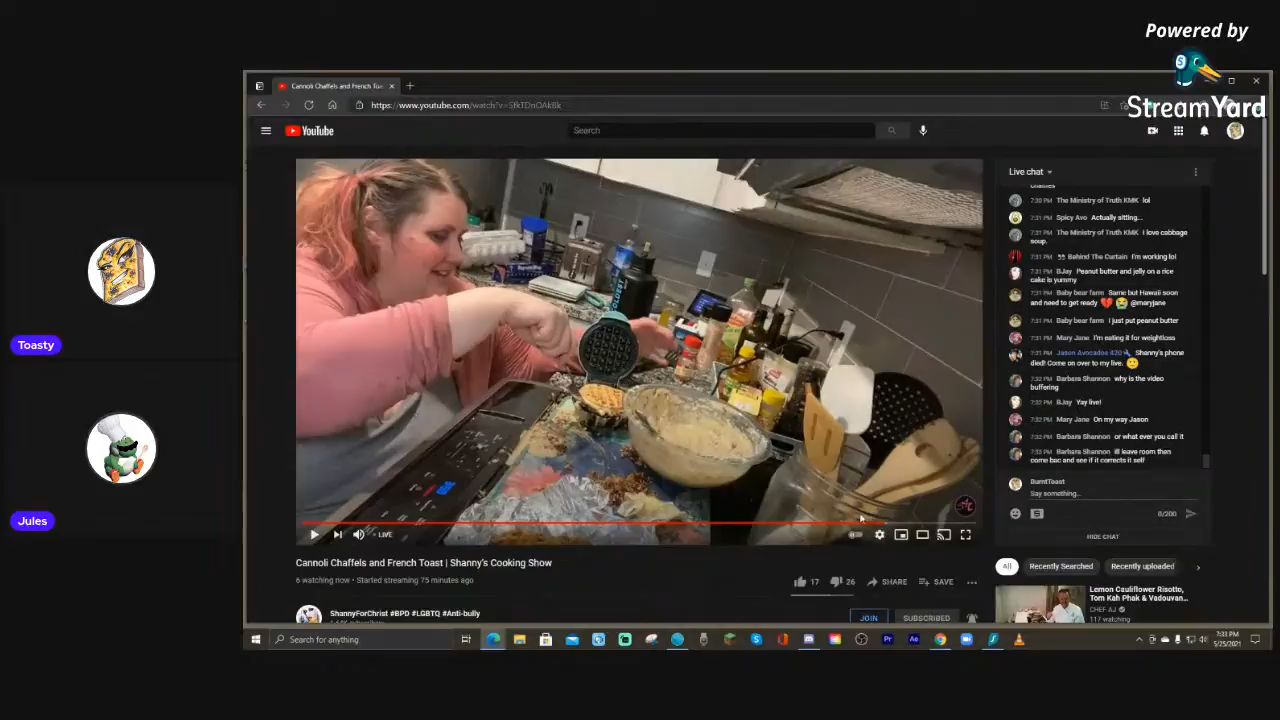 Powered by
StreamYard
Cannoli Chaffels and French Toa
https://www.youtube.com/watch?v=
YouTube
Search
Live chat
chaffles
7:30 PM The Ministry of Truth KMK lol
7:31 PM Spicy Avo Actually sitting...
7:31 PM The Ministry of Truth KMK I love cabbage
soup.
7:31 PM Behind The Curtain I'm working lol
7:31 PM BJay Peanut butter and jelly on a rice
cake is yummy
7:31 PM Baby bear farm Same but Hawaii soon
and need to get ready @maryjane
7:31 PM Baby bear farm I just put peanut butter
7:31 PM Mary Jane I'm eating it for weightloss
7:31 PM Jason Avocados 420 Shanny's phone
died! Come on over to my live.
7:32 PM Barbara Shannon why is the video
buffering
7:32 PM BJay Yay live!
7:32 PM Mary Jane On my way Jason
7:32 PM Barbara Shannon or what ever you call it
7:33 PM Barbara Shannon ill leave room then
come bac and see if it corrects it self
BurntToast
Say something...
0/200
HIDE CHAT
COLDEST
LIVE
Toasty
Jules
Cannoli Chaffels and French Toast | Shanny's Cooking Show
6 watching now • Started streaming 75 minutes ago
17
26
SHARE
SAVE
ShannyForChrist #BPD #LGBTQ #Anti-bully
JOIN
SUBSCRIBED
All
Recently Searched
Recently uploaded
Lemon Cauliflower Risotto,
Tom Kah Phak & Vadouvan...
CHEF AJ
117 watching
Search for anything
7:33 PM
5/25/2021